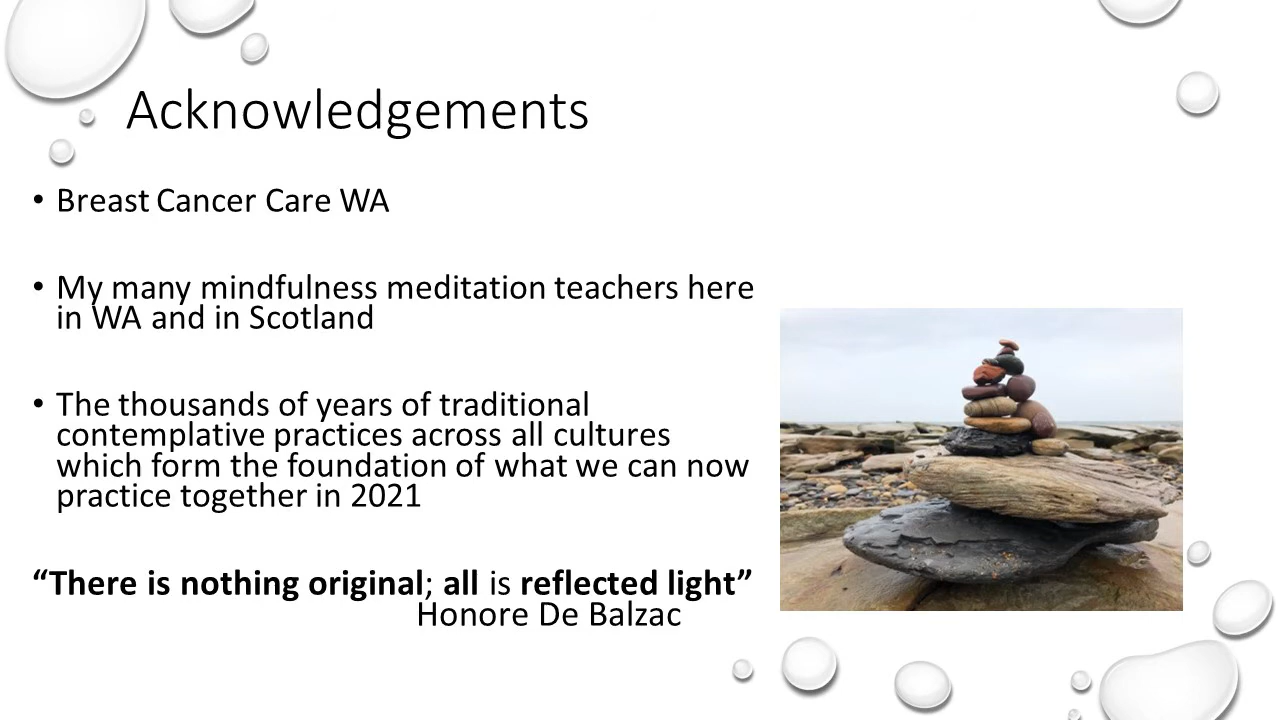 Acknowledgements
• Breast Cancer Care WA
• My many mindfulness meditation teachers here
in WA and in Scotland
• The thousands of years of traditional
contemplative practices across all cultures
which form the foundation of what we can now
practice together in 2021
“There is nothing original; all is reflected light”
Honore De Balzac